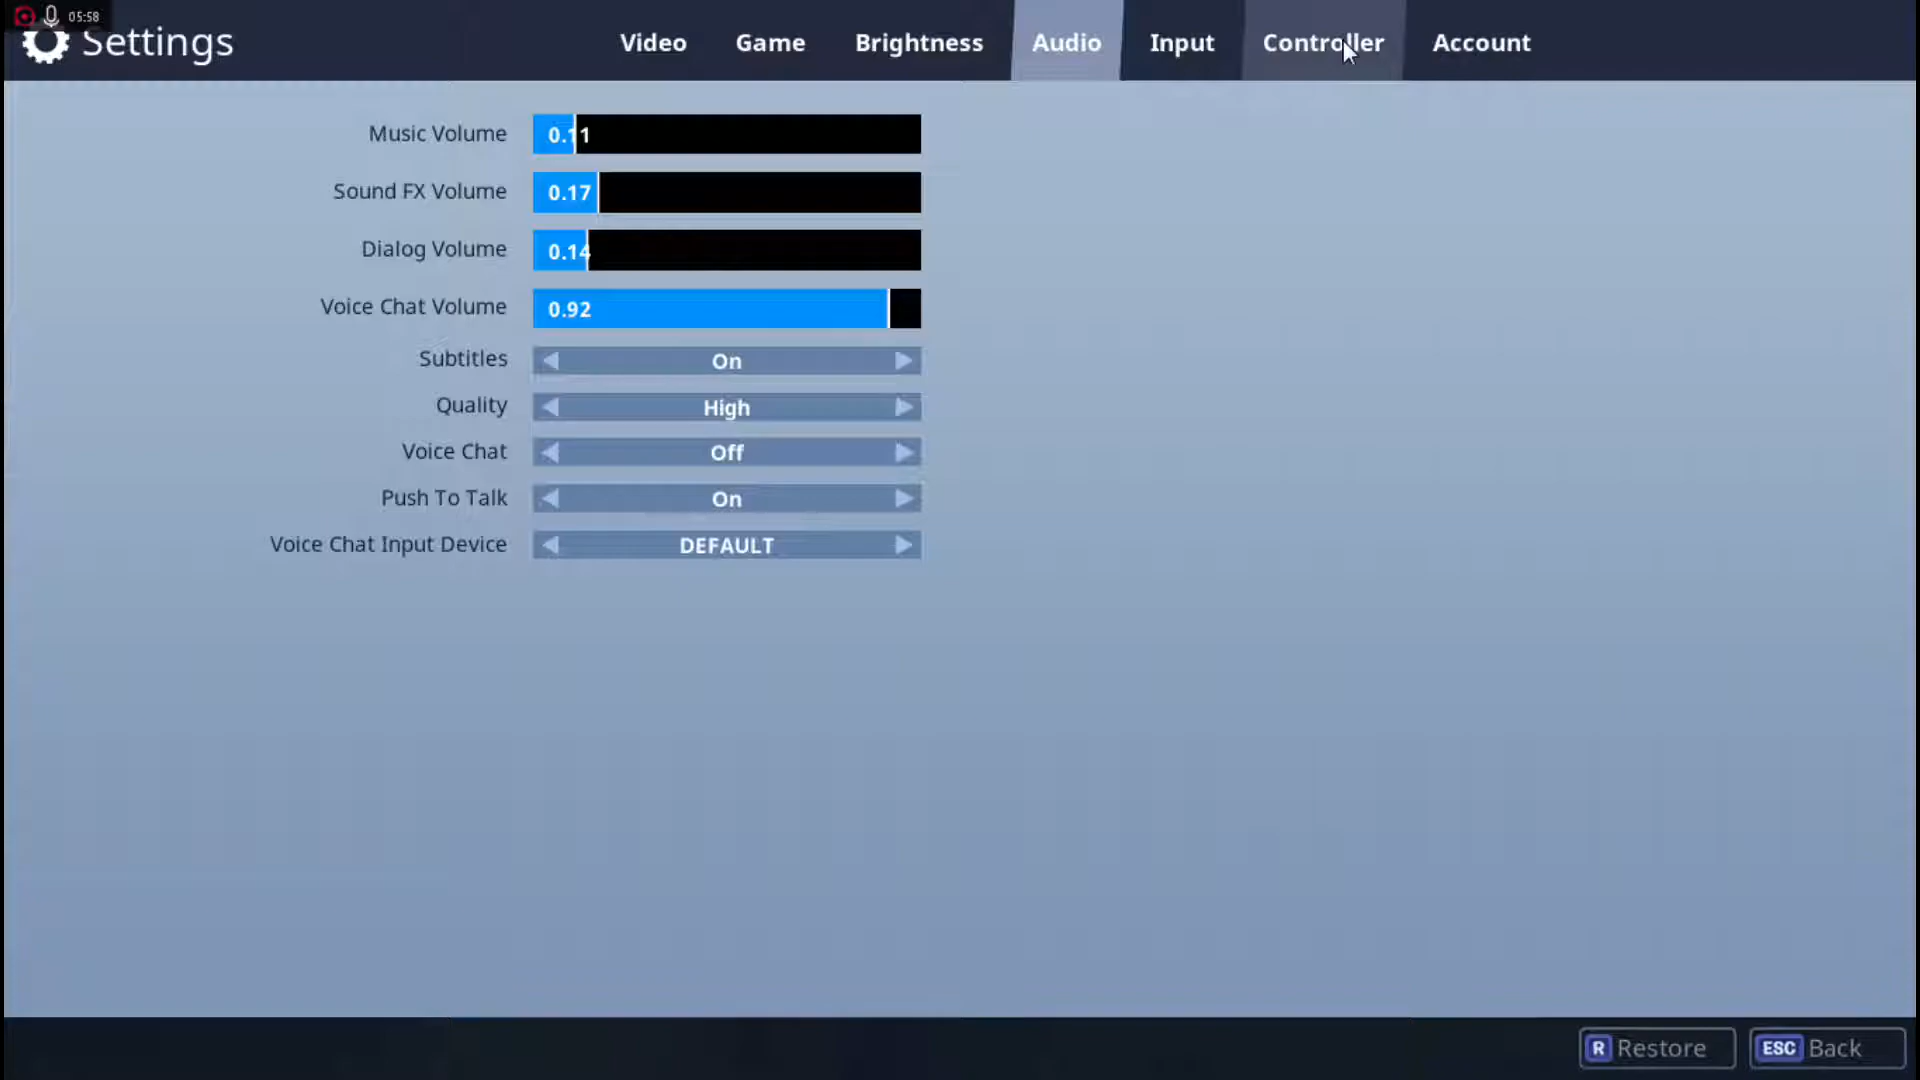 05:58
Settings
Video Game Brightness Audio Input Controller Account
Music Volume 0.11
Sound FX Volume 0.17
Dialog Volume 0.14
Voice Chat Volume 0.92
Subtitles On
Quality High
Voice Chat Off
Push To Talk On
Voice Chat Input Device DEFAULT
R Restore ESC Back